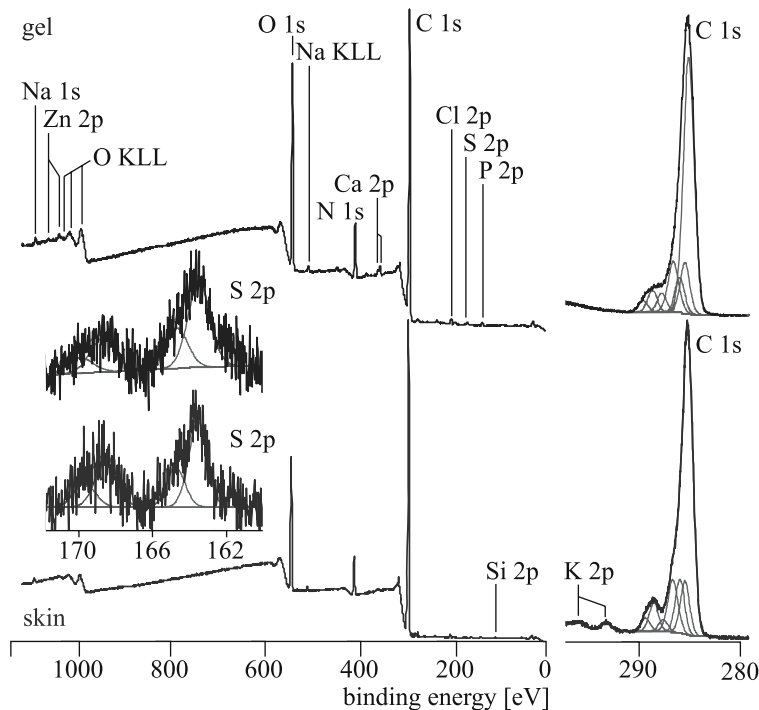 gel
O 1s
C 1s
C 1s
Na KLL
Na 1s
Zn 2p
Cl 2p
O KLL
S 2p
Ca 2p
P 2p
N 1s
S 2p
C 1s
S 2p
170 166 162
Si 2p
K 2p
skin
1000 800 600 400 200 0
290 280
binding energy [eV]